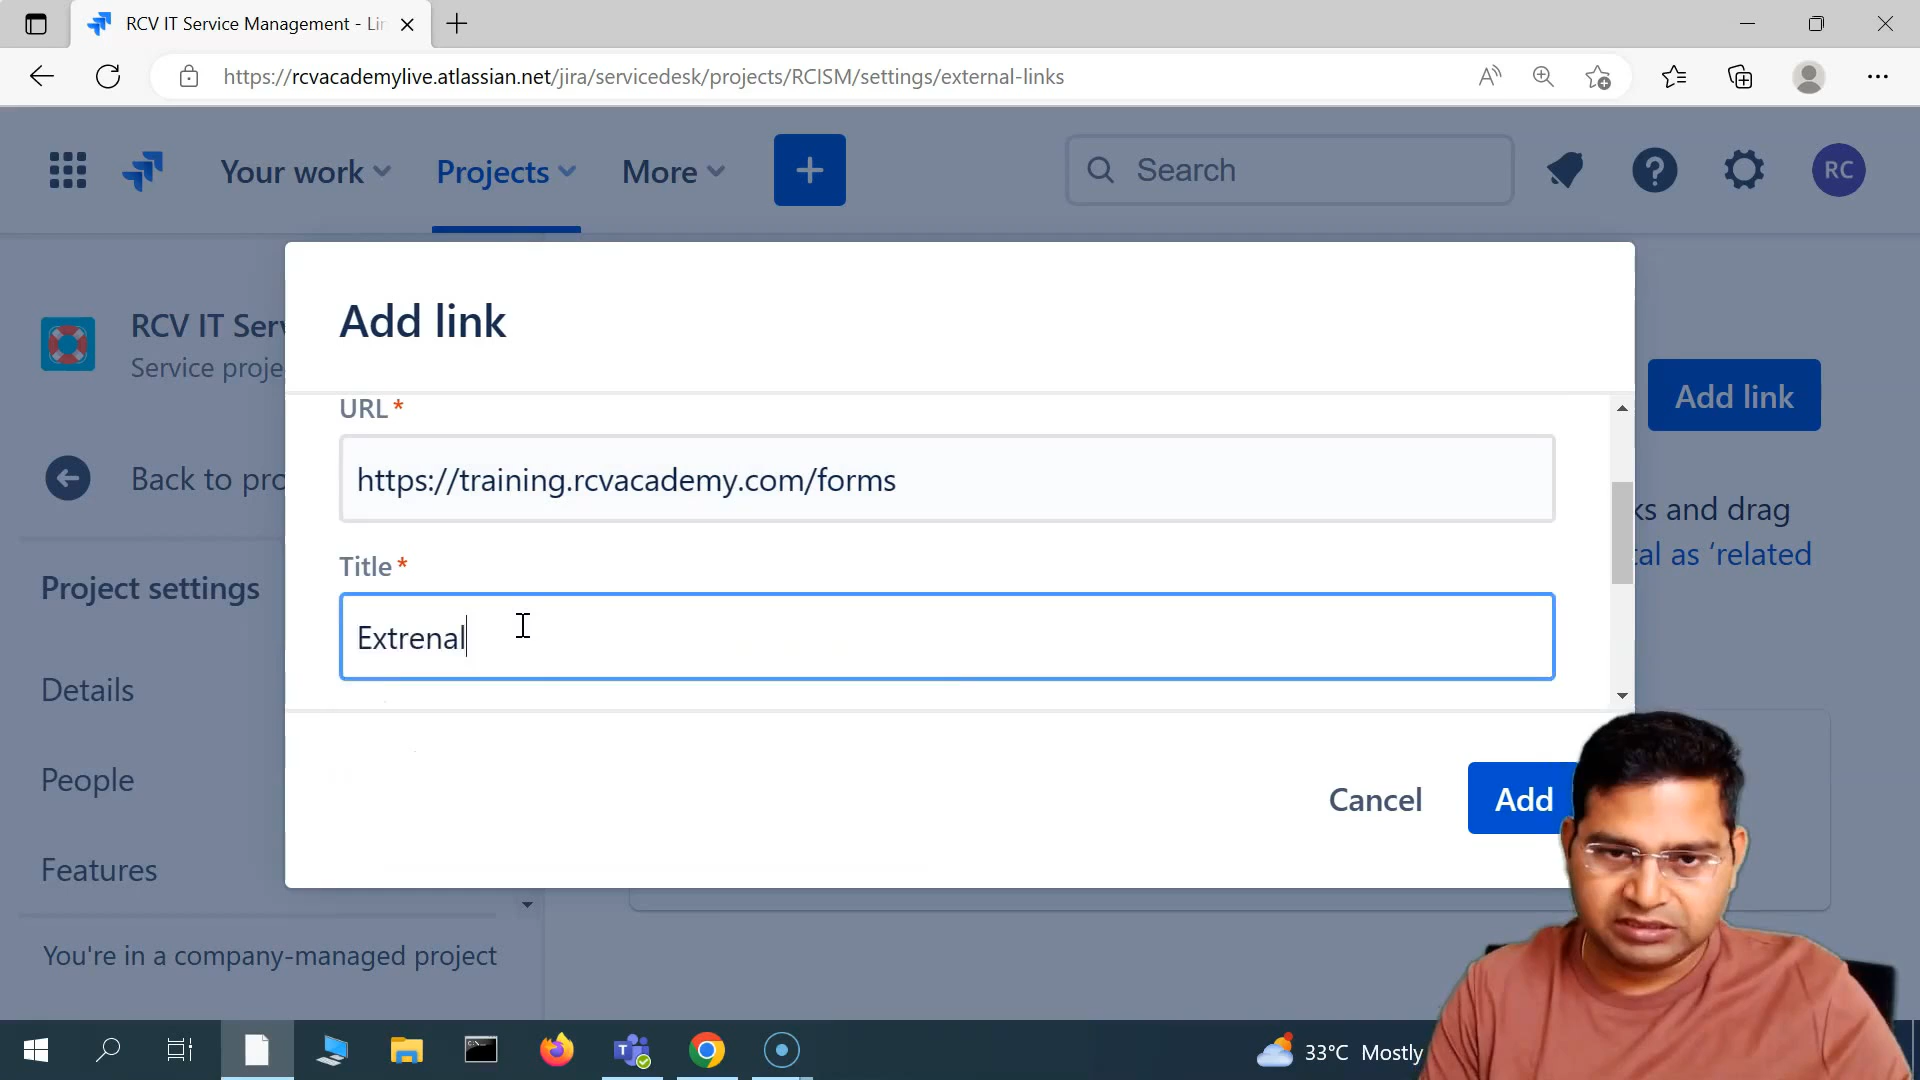 RCV IT Service Management - Lin
https://rcvacademylive.atlassian.net/jira/servicedesk/projects/RCISM/settings/external-links
Your work
Projects
More
Search
RC
RCV IT Serv
Service proje
Add link
Add link
URL*
https://training.rcvacademy.com/forms
Back to pro
ks and drag
tal as ‘related
Title*
Project settings
Extrenal
Details
People
Cancel
Add
Features
You're in a company-managed project
33°C Mostly